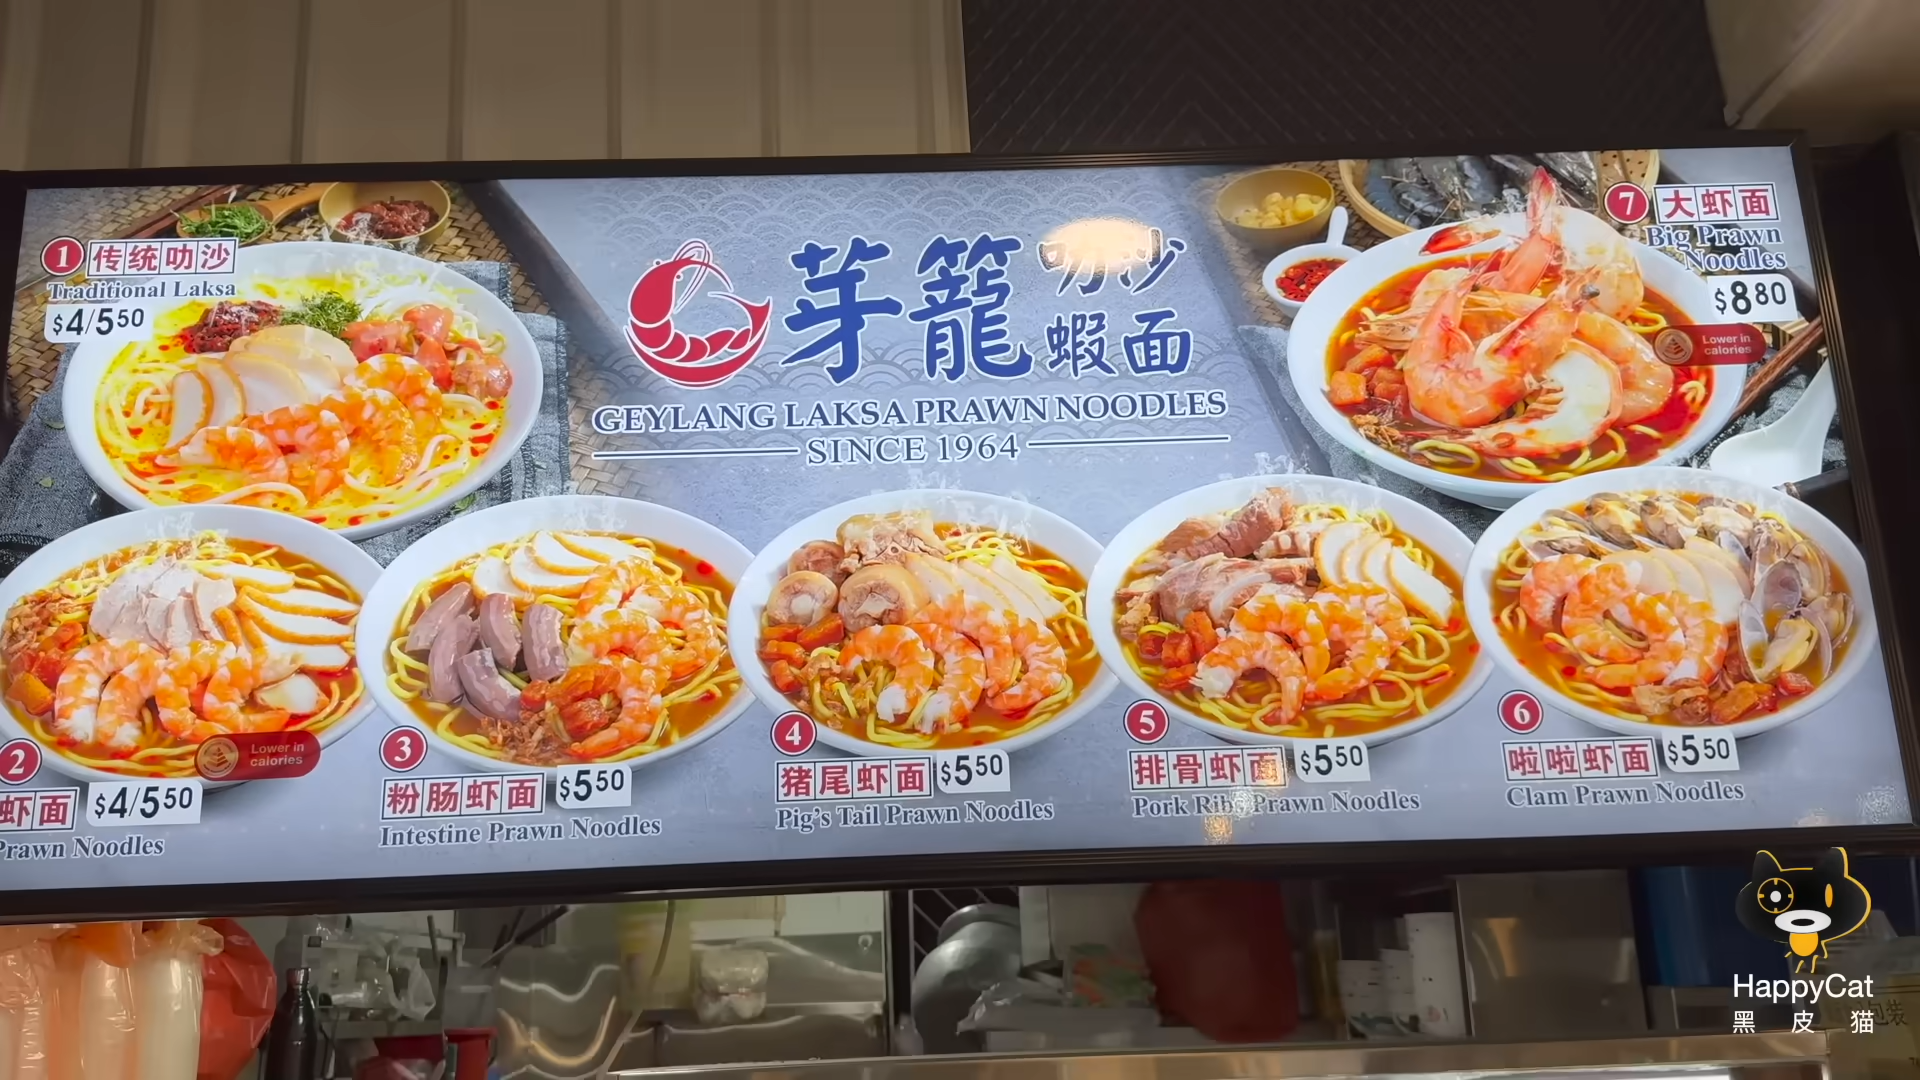 1 传统叻沙
Traditional Laksa
$4/5.50
芽籠
叻沙
蝦面
GEYLANG LAKSA PRAWN NOODLES
SINCE 1964
7 大虾面
Big Prawn
Noodles
$8.80
Lower in
calories
2
虾面 $4/5.50
Prawn Noodles
Lower in
calories
3
粉肠虾面 $5.50
Intestine Prawn Noodles
4
猪尾虾面 $5.50
Pig's Tail Prawn Noodles
5
排骨虾面 $5.50
Pork Ribs Prawn Noodles
6
啦啦虾面 $5.50
Clam Prawn Noodles
HappyCat
黑皮猫
包装